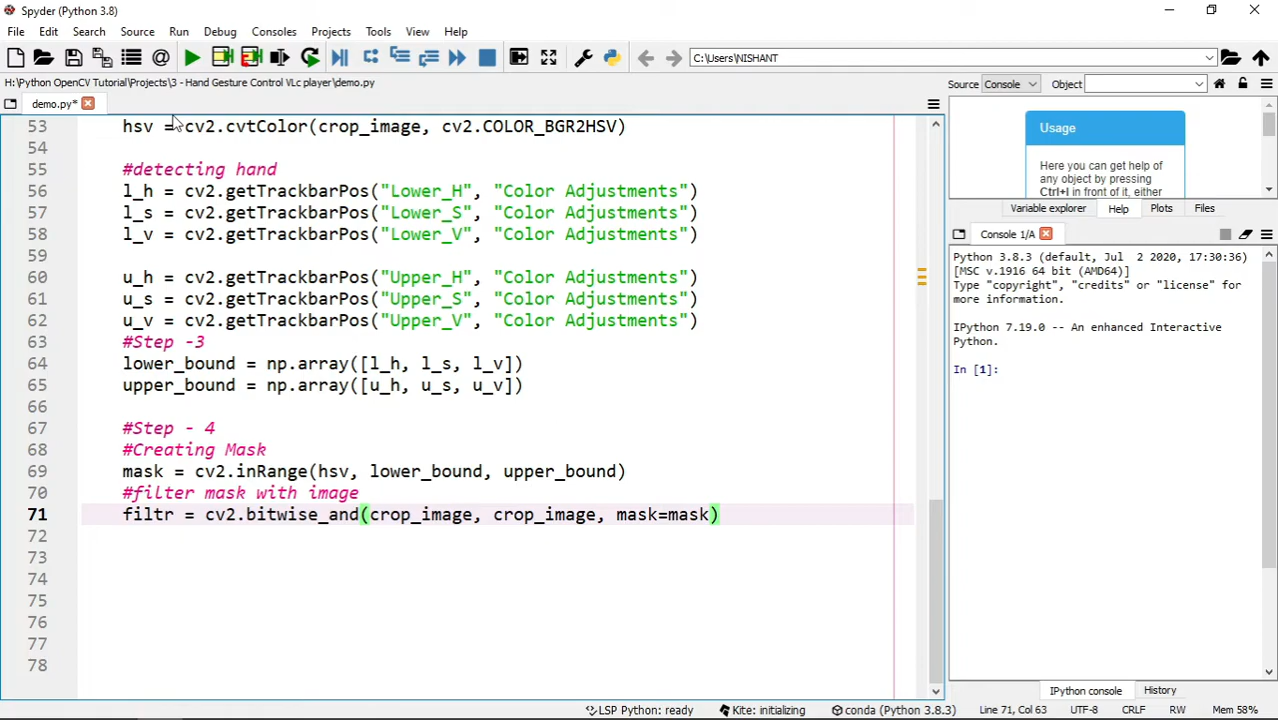 Spyder (Python 3.8)
File Edit Search Source Run Debug Consoles Projects Tools View Help
C:\Users\NISHANT
H:\Python OpenCV Tutorial\Projects\3 - Hand Gesture Control VLc player\demo.py
Source Console Object
demo.py*
53 hsv = cv2.cvtColor(crop_image, cv2.COLOR_BGR2HSV)
54
55 #detecting hand
56 l_h = cv2.getTrackbarPos("Lower_H", "Color Adjustments")
57 l_s = cv2.getTrackbarPos("Lower_S", "Color Adjustments")
58 l_v = cv2.getTrackbarPos("Lower_V", "Color Adjustments")
59
60 u_h = cv2.getTrackbarPos("Upper_H", "Color Adjustments")
61 u_s = cv2.getTrackbarPos("Upper_S", "Color Adjustments")
62 u_v = cv2.getTrackbarPos("Upper_V", "Color Adjustments")
63 #Step -3
64 lower_bound = np.array([l_h, l_s, l_v])
65 upper_bound = np.array([u_h, u_s, u_v])
66
67 #Step - 4
68 #Creating Mask
69 mask = cv2.inRange(hsv, lower_bound, upper_bound)
70 #filter mask with image
71 filtr = cv2.bitwise_and(crop_image, crop_image, mask=mask)
72
73
74
75
76
77
78
Usage
Here you can get help of
any object by pressing
Ctrl+I in front of it, either
Variable explorer Help Plots Files
Console 1/A
Python 3.8.3 (default, Jul 2 2020, 17:30:36)
[MSC v.1916 64 bit (AMD64)]
Type "copyright", "credits" or "license" for
more information.
IPython 7.19.0 -- An enhanced Interactive
Python.
In [1]:
IPython console History
LSP Python: ready Kite: initializing conda (Python 3.8.3) Line 71, Col 63 UTF-8 CRLF RW Mem 58%